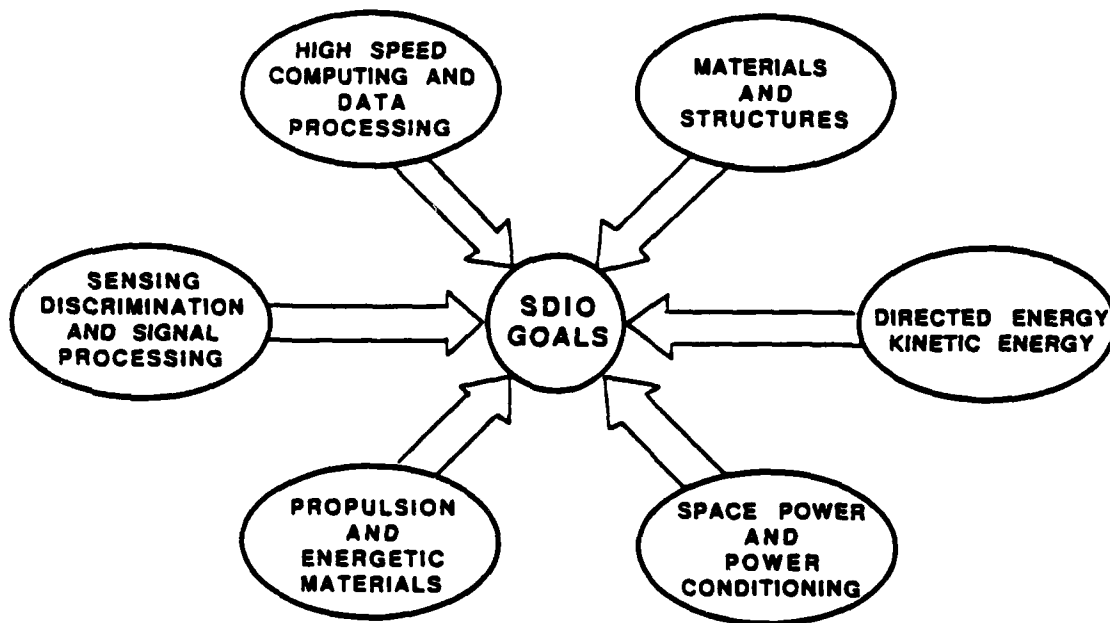 HIGH SPEED
COMPUTING AND
DATA
PROCESSING
MATERIALS
AND
STRUCTURES
SENSING
DISCRIMINATION
AND SIGNAL
PROCESSING
SDIO
GOALS
DIRECTED ENERGY
KINETIC ENERGY
PROPULSION
AND
ENERGETIC
MATERIALS
SPACE POWER
AND
POWER
CONDITIONING